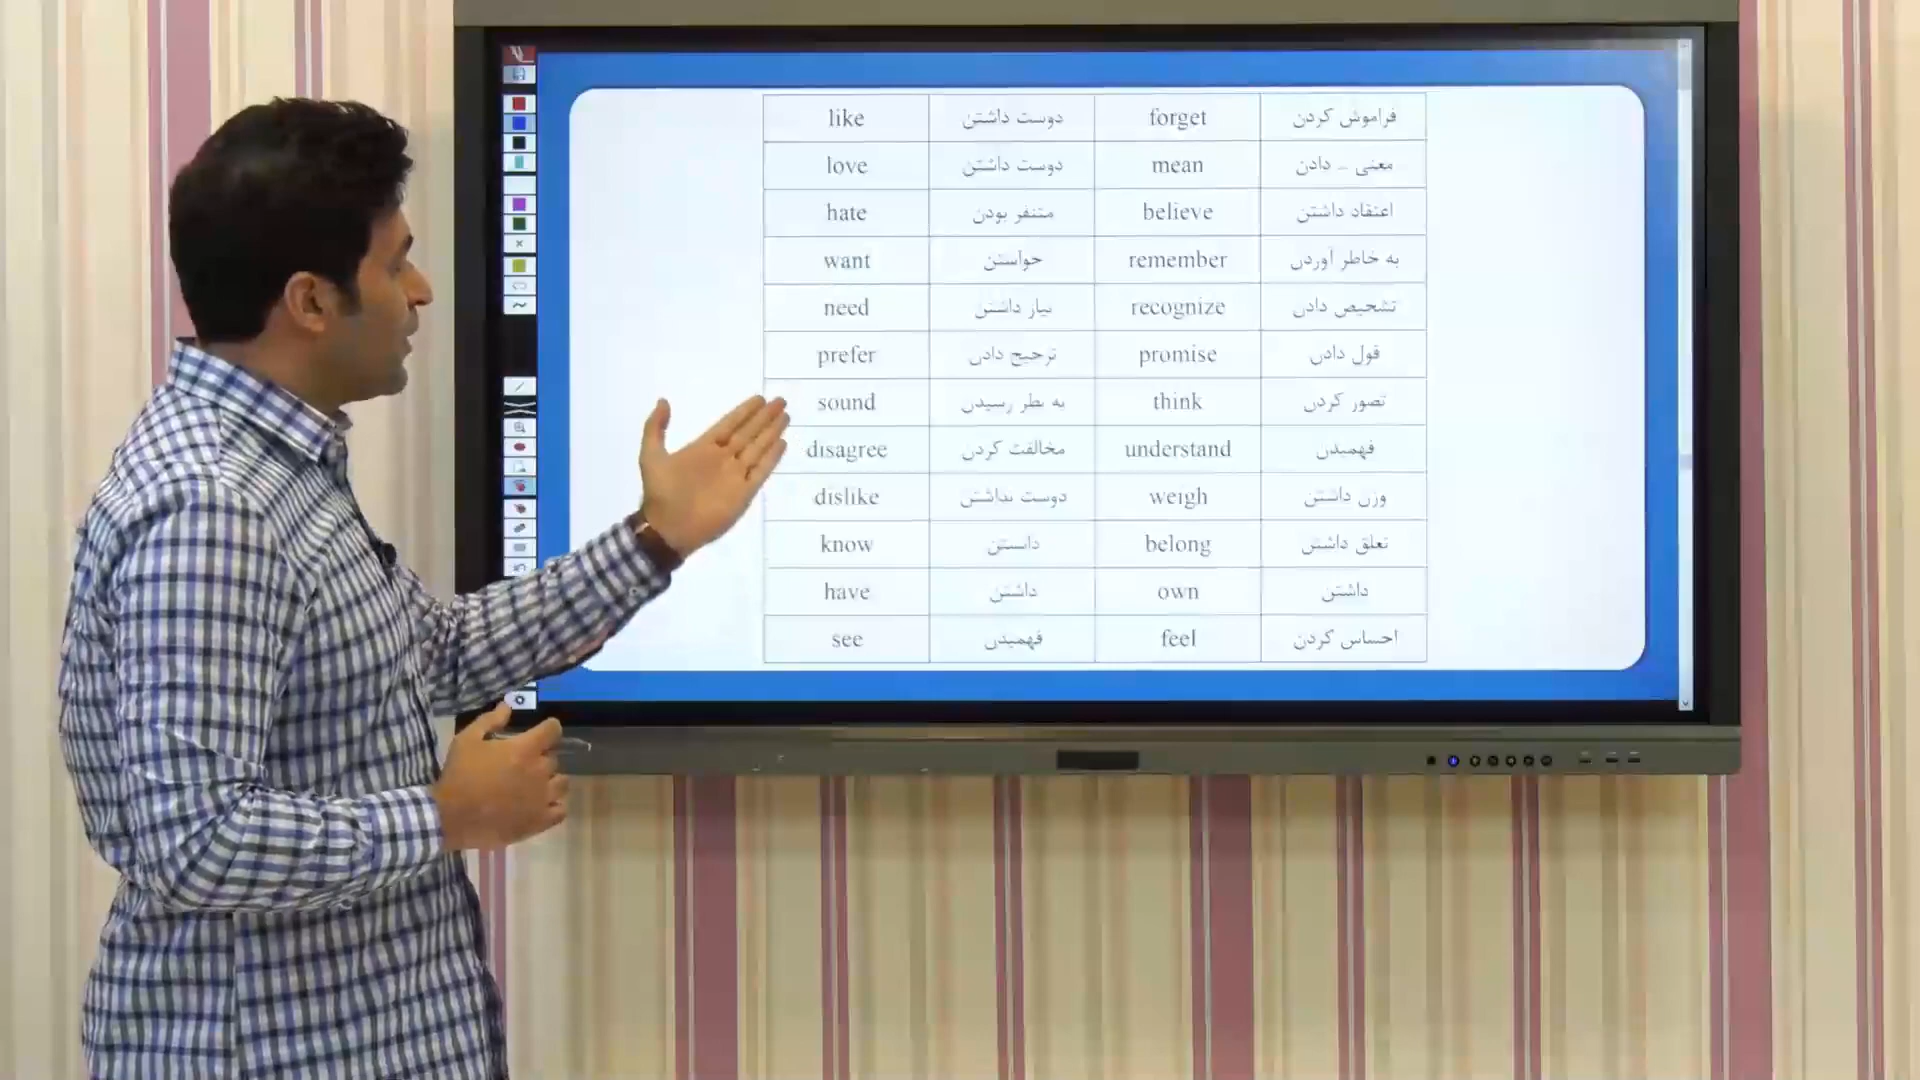 like دوست داشتن forget فراموش کردن
love دوست داشتن mean معنی - دادن
hate متنفر بودن believe اعتقاد داشتن
want خواستن remember به خاطر آوردن
need نیاز داشتن recognize تشخیص دادن
prefer ترجیح دادن promise قول دادن
sound به نظر رسیدن think تصور کردن
disagree مخالفت کردن understand فهمیدن
dislike دوست نداشتن weigh وزن داشتن
know دانستن belong تعلق داشتن
have داشتن own داشتن
see فهمیدن feel احساس کردن